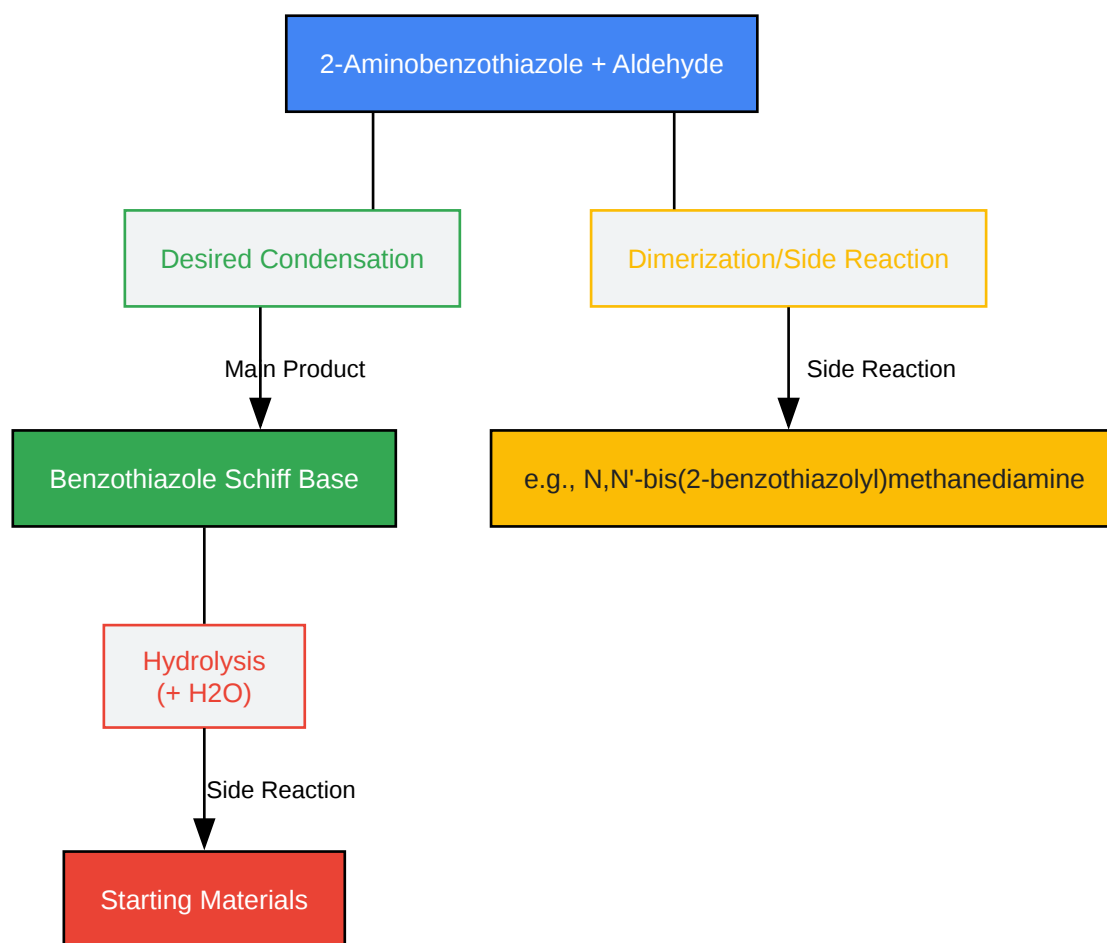 2-Aminobenzothiazole + Aldehyde
Desired Condensation
Dimerization/Side Reaction
Main Product
Side Reaction
Benzothiazole Schiff Base
e.g., N,N'-bis(2-benzothiazolyl)methanediamine
Hydrolysis
(+ H2O)
Side Reaction
Starting Materials